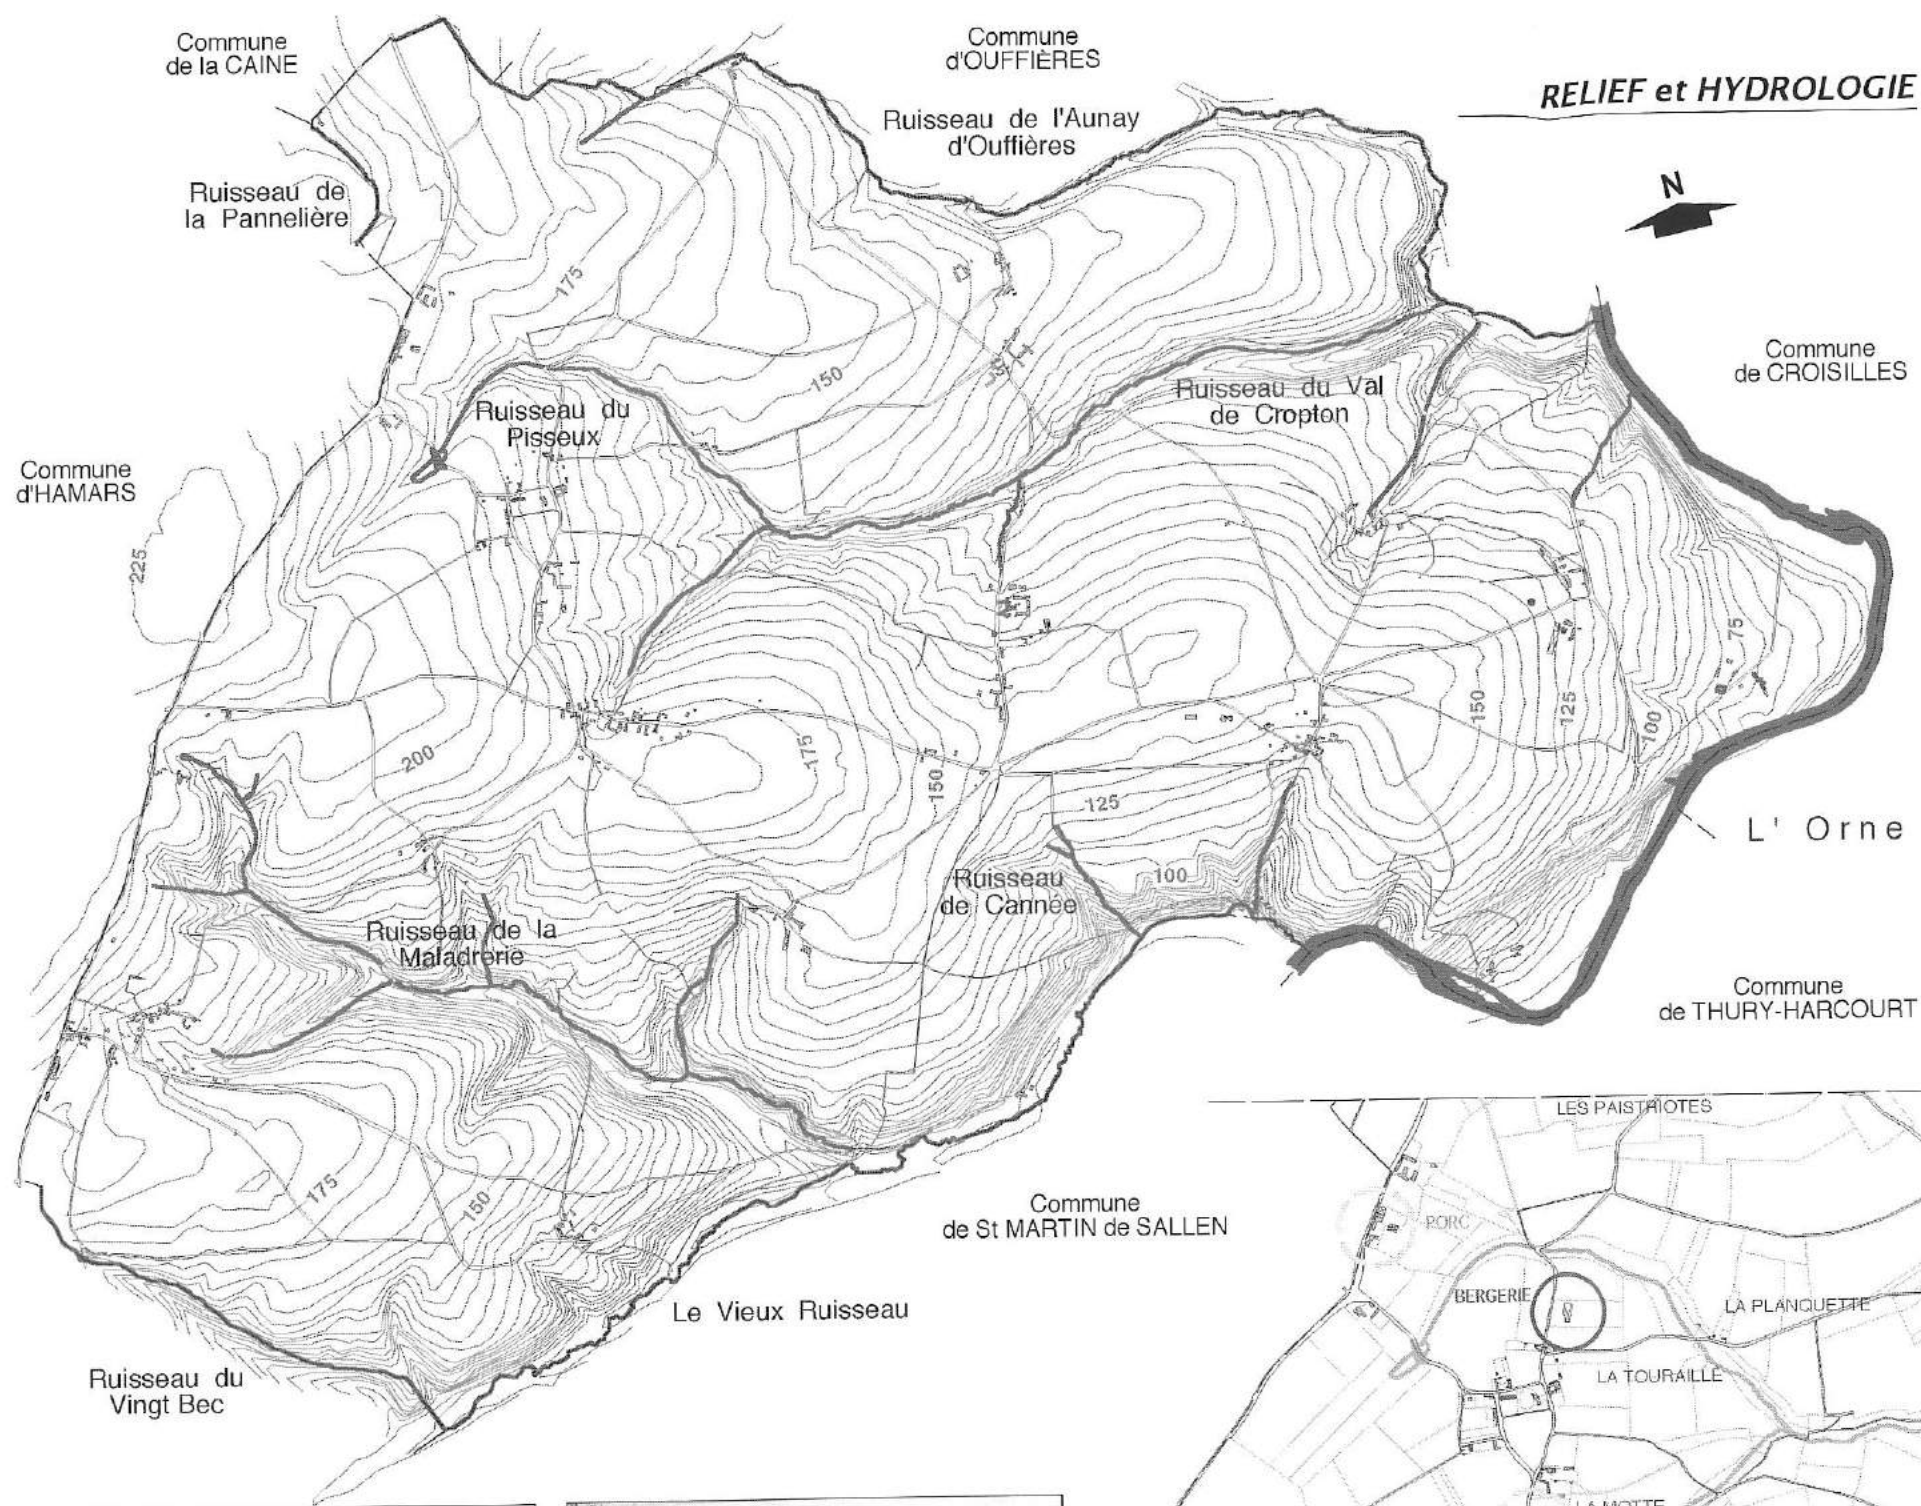 Commune
de la CAINE
Commune
d'OUFFIÈRES
RELIEF et HYDROLOGIE
Ruisseau de l'Aunay
d'Ouffières
N
Ruisseau de
la Pannelière
175
Commune
de CROISILLES
150
Ruisseau du
Pisseux
Ruisseau du Val
de Cropton
Commune
d'HAMARS
225
75
200
175
150
150
125
100
125
L' Orne
100
Ruisseau
de Cannée
Ruisseau de la
Maladrerie
Commune
de THURY-HARCOURT
175
150
Commune
de St MARTIN de SALLEN
Le Vieux Ruisseau
Ruisseau du
Vingt Bec
LES PAISTRIOTES
PORC
BERGERIE
LA PLANQUETTE
LA TOURAILLE
LA MOTTE